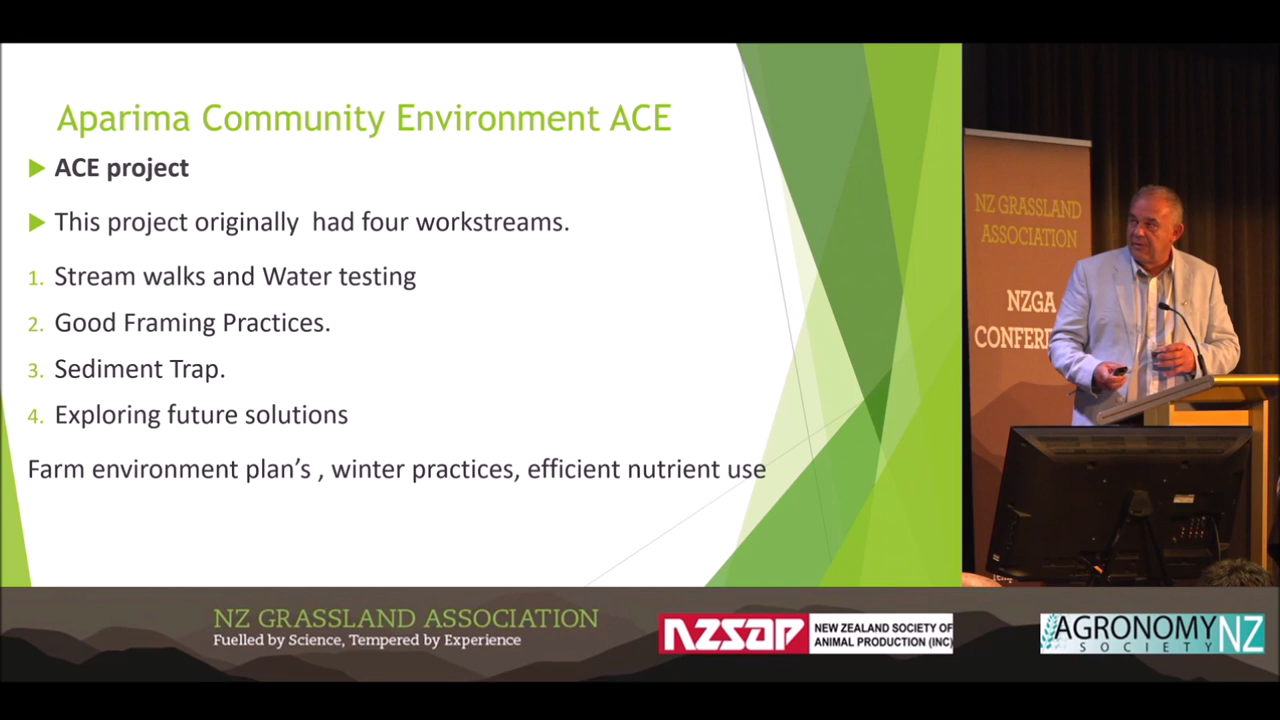 Aparima Community Environment ACE
ACE project
This project originally had four workstreams.
1. Stream walks and Water testing
2. Good Framing Practices.
3. Sediment Trap.
4. Exploring future solutions
Farm environment plan's , winter practices, efficient nutrient use
NZ GRASSLAND
ASSOCIATION
NZGA
NZ GRASSLAND ASSOCIATION
Fuelled by Science, Tempered by Experience
NZSAP
NEW ZEALAND SOCIETY OF
ANIMAL PRODUCTION (INC)
AGRONOMY NZ
SOCIETY